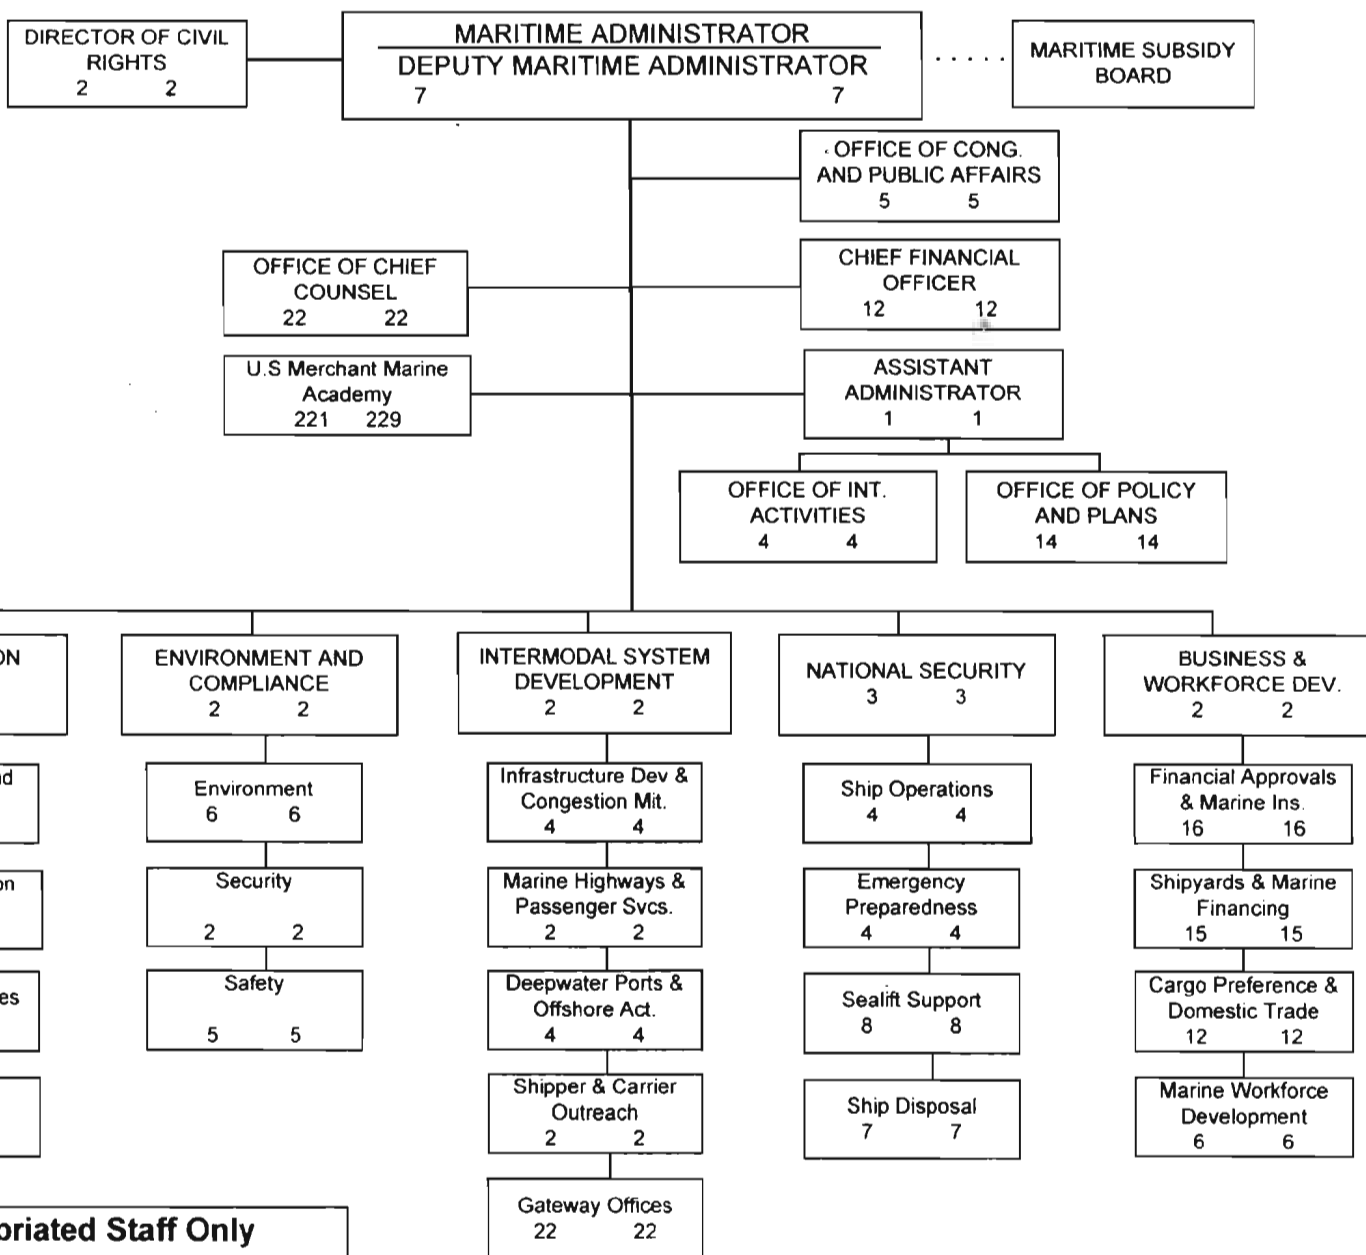 DIRECTOR OF CIVIL
RIGHTS
2 2
MARITIME ADMINISTRATOR
DEPUTY MARITIME ADMINISTRATOR
7 7
MARITIME SUBSIDY
BOARD
OFFICE OF CONG.
AND PUBLIC AFFAIRS
5 5
OFFICE OF CHIEF
COUNSEL
22 22
CHIEF FINANCIAL
OFFICER
12 12
U.S Merchant Marine
Academy
221 229
ASSISTANT
ADMINISTRATOR
1 1
OFFICE OF INT.
ACTIVITIES
4 4
OFFICE OF POLICY
AND PLANS
14 14
ON
ENVIRONMENT AND
COMPLIANCE
2 2
INTERMODAL SYSTEM
DEVELOPMENT
2 2
NATIONAL SECURITY
3 3
BUSINESS &
WORKFORCE DEV.
2 2
nd
on
es
Environment
6 6
Security
2 2
Safety
5 5
Infrastructure Dev &
Congestion Mit.
4 4
Marine Highways &
Passenger Svcs.
2 2
Deepwater Ports &
Offshore Act.
4 4
Shipper & Carrier
Outreach
2 2
Gateway Offices
22 22
Ship Operations
4 4
Emergency
Preparedness
4 4
Sealift Support
8 8
Ship Disposal
7 7
Financial Approvals
& Marine Ins.
16 16
Shipyards & Marine
Financing
15 15
Cargo Preference &
Domestic Trade
12 12
Marine Workforce
Development
6 6
priated Staff Only